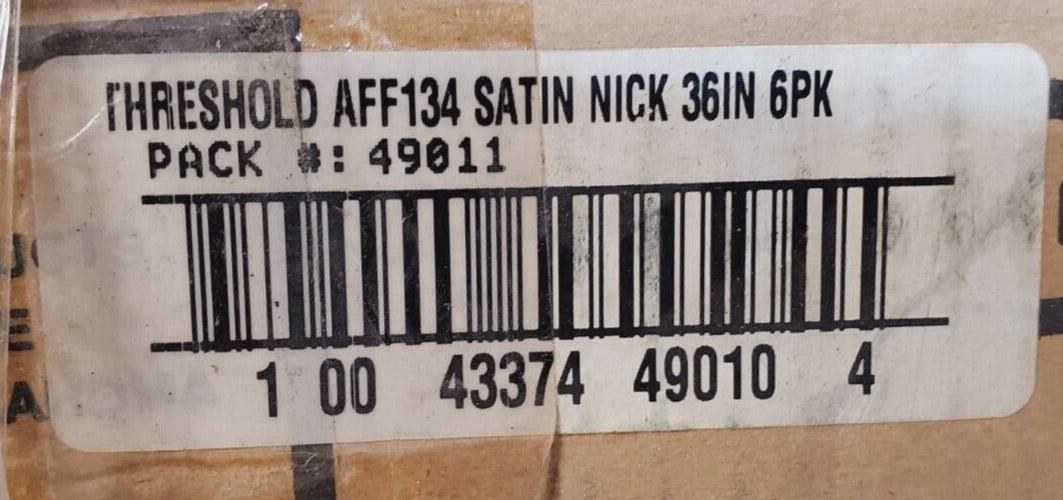 THRESHOLD AFF134 SATIN NICK 36IN 6PK
PACK #: 49011
1 00 43374 49010 4